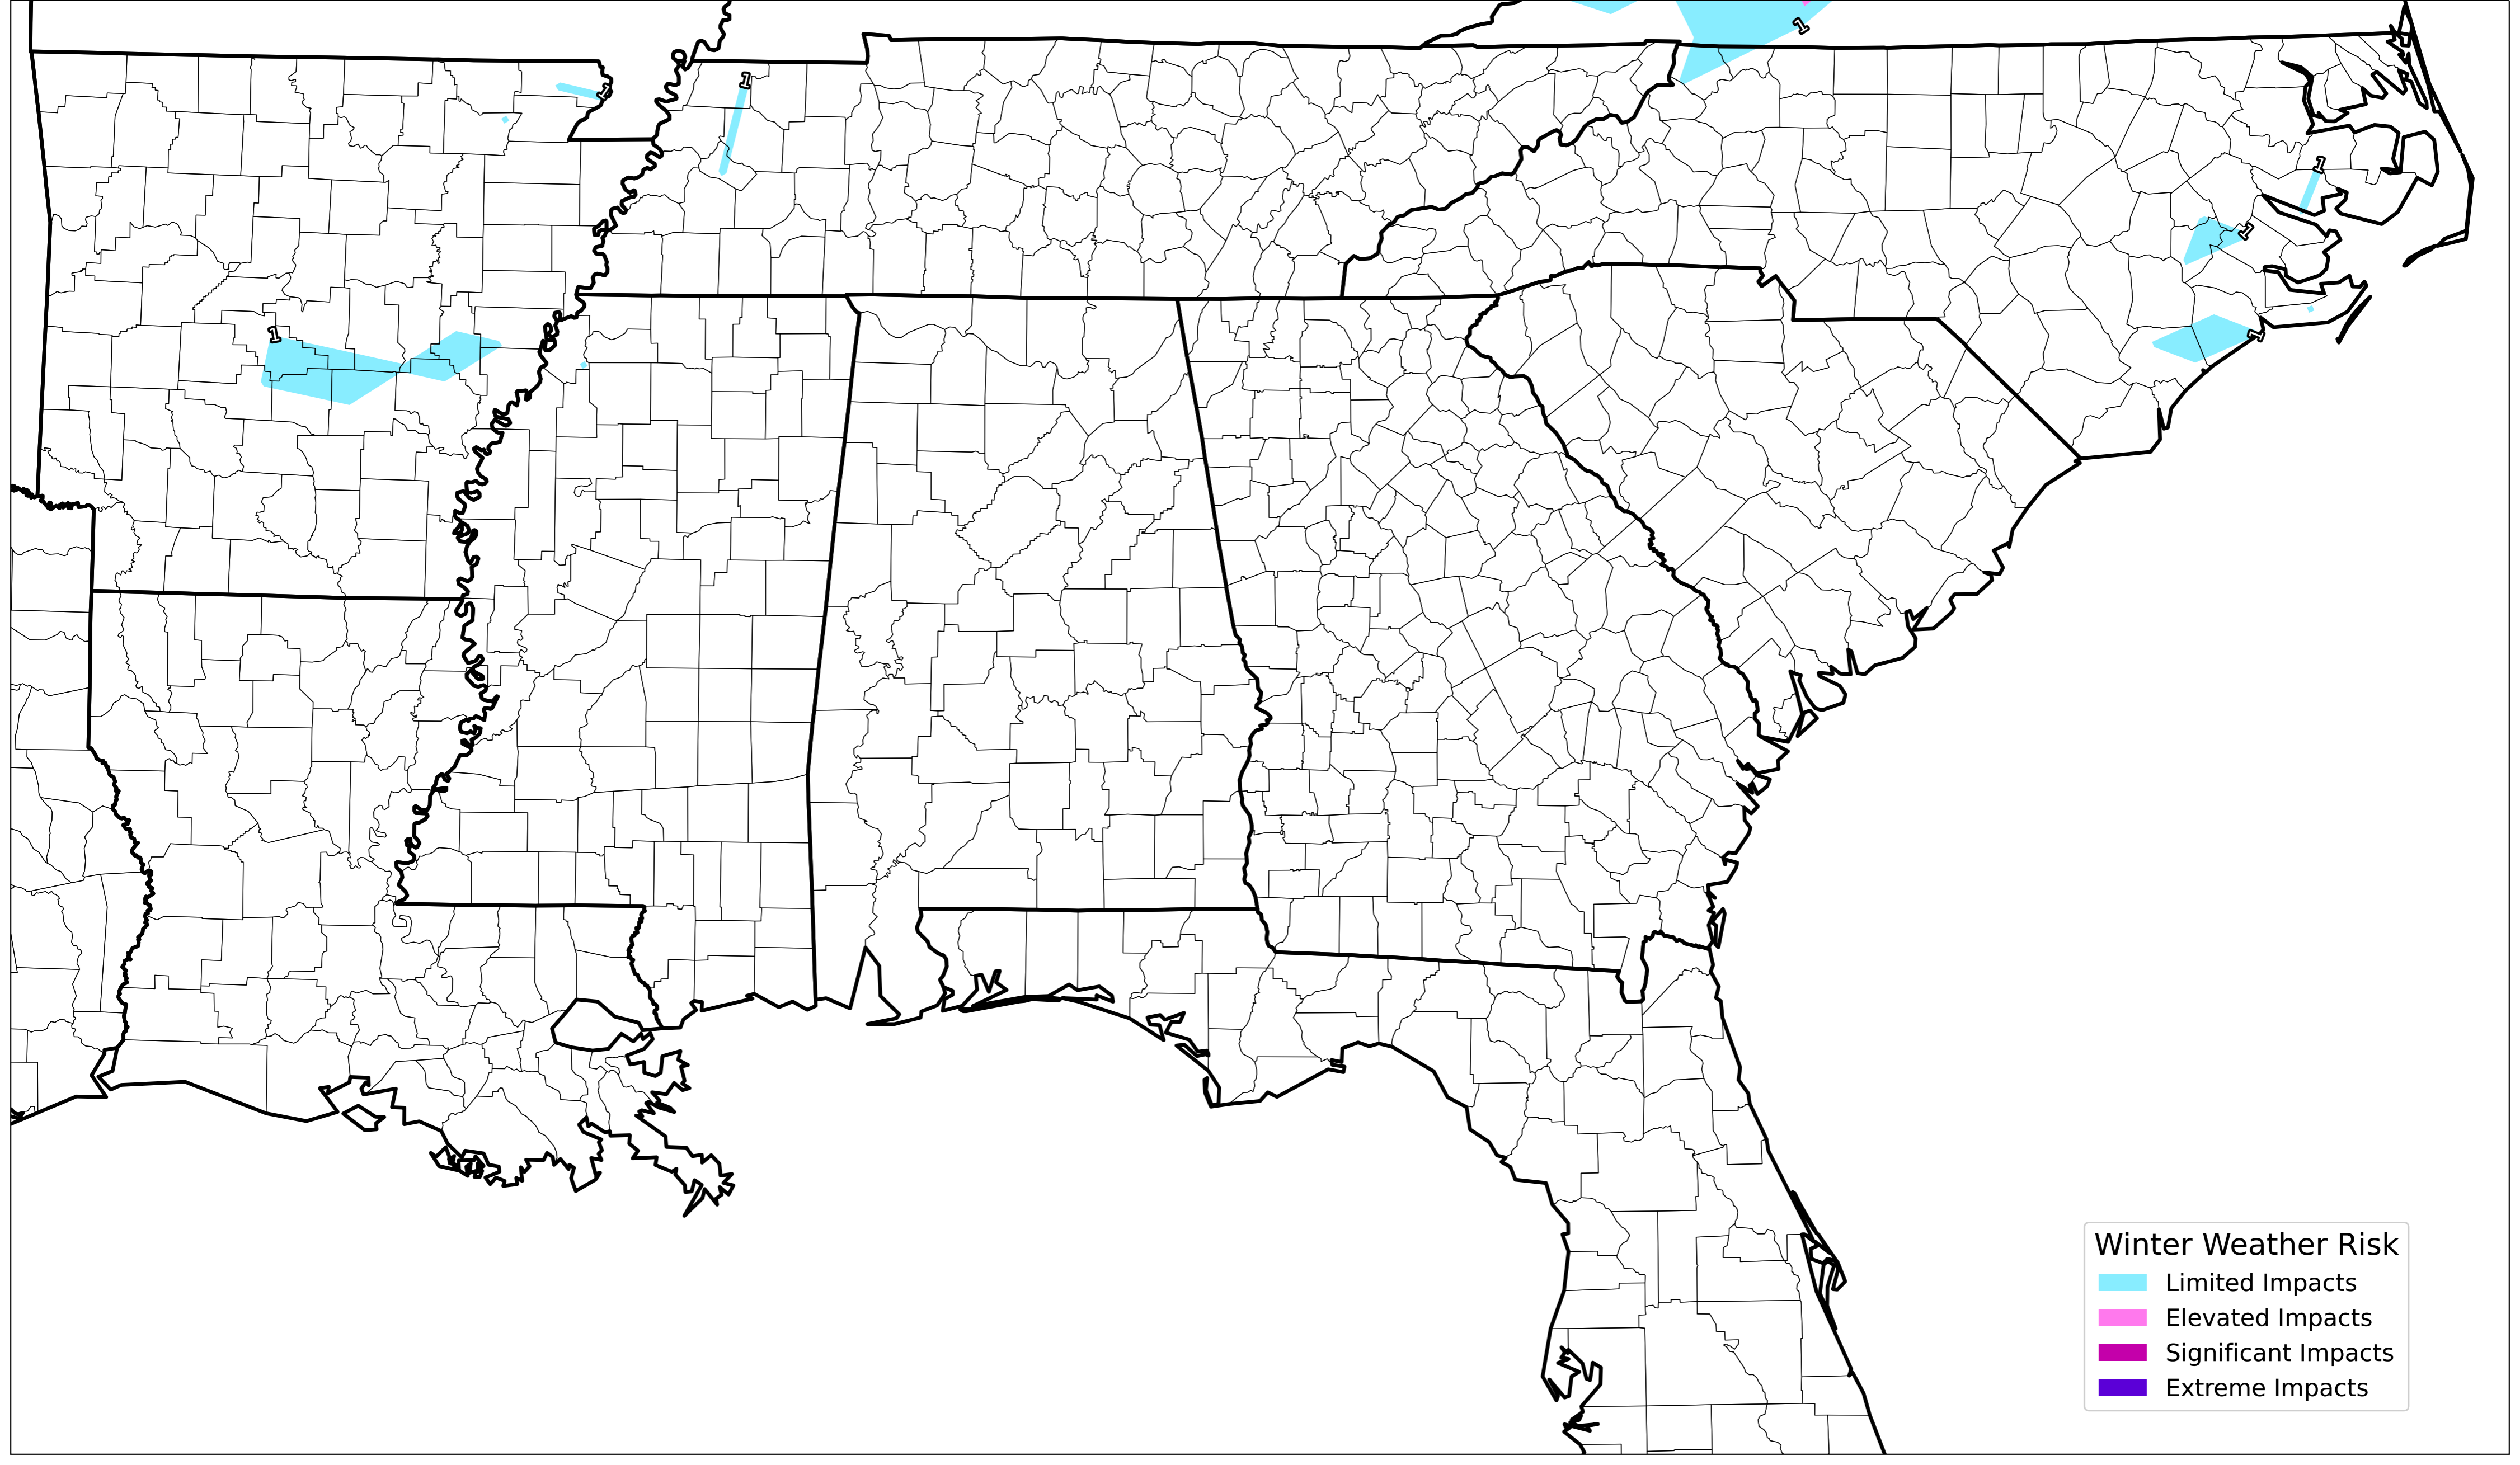 1
1
1
1
1
1
1
Winter Weather Risk
Limited Impacts
Elevated Impacts
Significant Impacts
Extreme Impacts